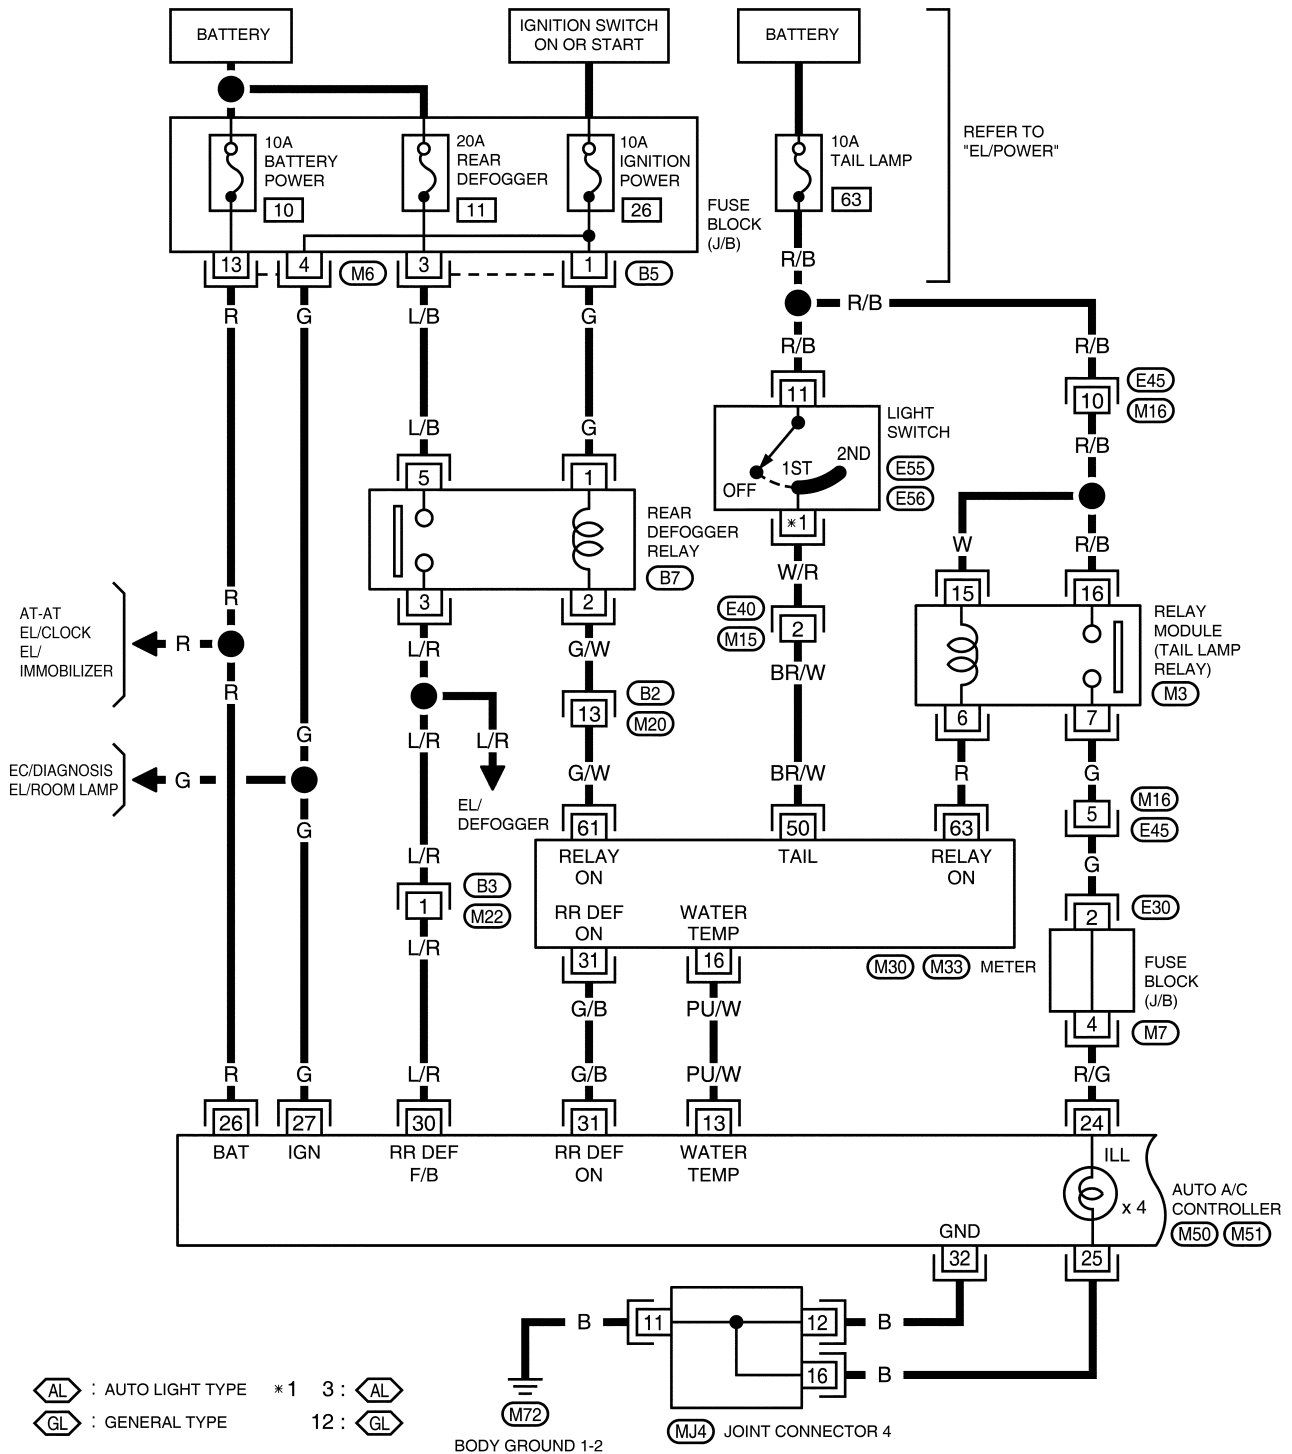 BATTERY
IGNITION SWITCH
ON OR START
BATTERY
REFER TO
"EL/POWER"
10A
BATTERY
POWER
10
20A
REAR
DEFOGGER
11
10A
IGNITION
POWER
26
FUSE
BLOCK
(J/B)
10A
TAIL LAMP
63
13
4
M6
3
1
B5
R/B
R
G
L/B
G
R/B
R/B
R/B
L/B
G
11
10
E45
M16
R/B
LIGHT
SWITCH
E55
E56
OFF
1ST
2ND
*1
5
1
REAR
DEFOGGER
RELAY
B7
3
2
W
R/B
15
16
W/R
E40
M15
2
BR/W
RELAY
MODULE
(TAIL LAMP
RELAY)
M3
6
7
AT-AT
EL/CLOCK
EL/
IMMOBILIZER
R
R
R
L/R
G/W
B2
M20
13
L/R
L/R
G/W
BR/W
R
G
EC/DIAGNOSIS
EL/ROOM LAMP
G
G
G
EL/
DEFOGGER
M16
E45
5
G
L/R
61
50
63
RELAY
ON
TAIL
RELAY
ON
RR DEF
ON
WATER
TEMP
B3
M22
1
L/R
31
16
M30
M33
METER
E30
2
FUSE
BLOCK
(J/B)
4
M7
G/B
PU/W
R
G
L/R
G/B
PU/W
R/G
26
27
30
31
13
24
BAT
IGN
RR DEF
F/B
RR DEF
ON
WATER
TEMP
ILL
x 4
AUTO A/C
CONTROLLER
M50
M51
GND
32
25
B
11
12
B
16
B
M72
BODY GROUND 1-2
MJ4
JOINT CONNECTOR 4
AL : AUTO LIGHT TYPE *1 3 : AL
GL : GENERAL TYPE 12 : GL